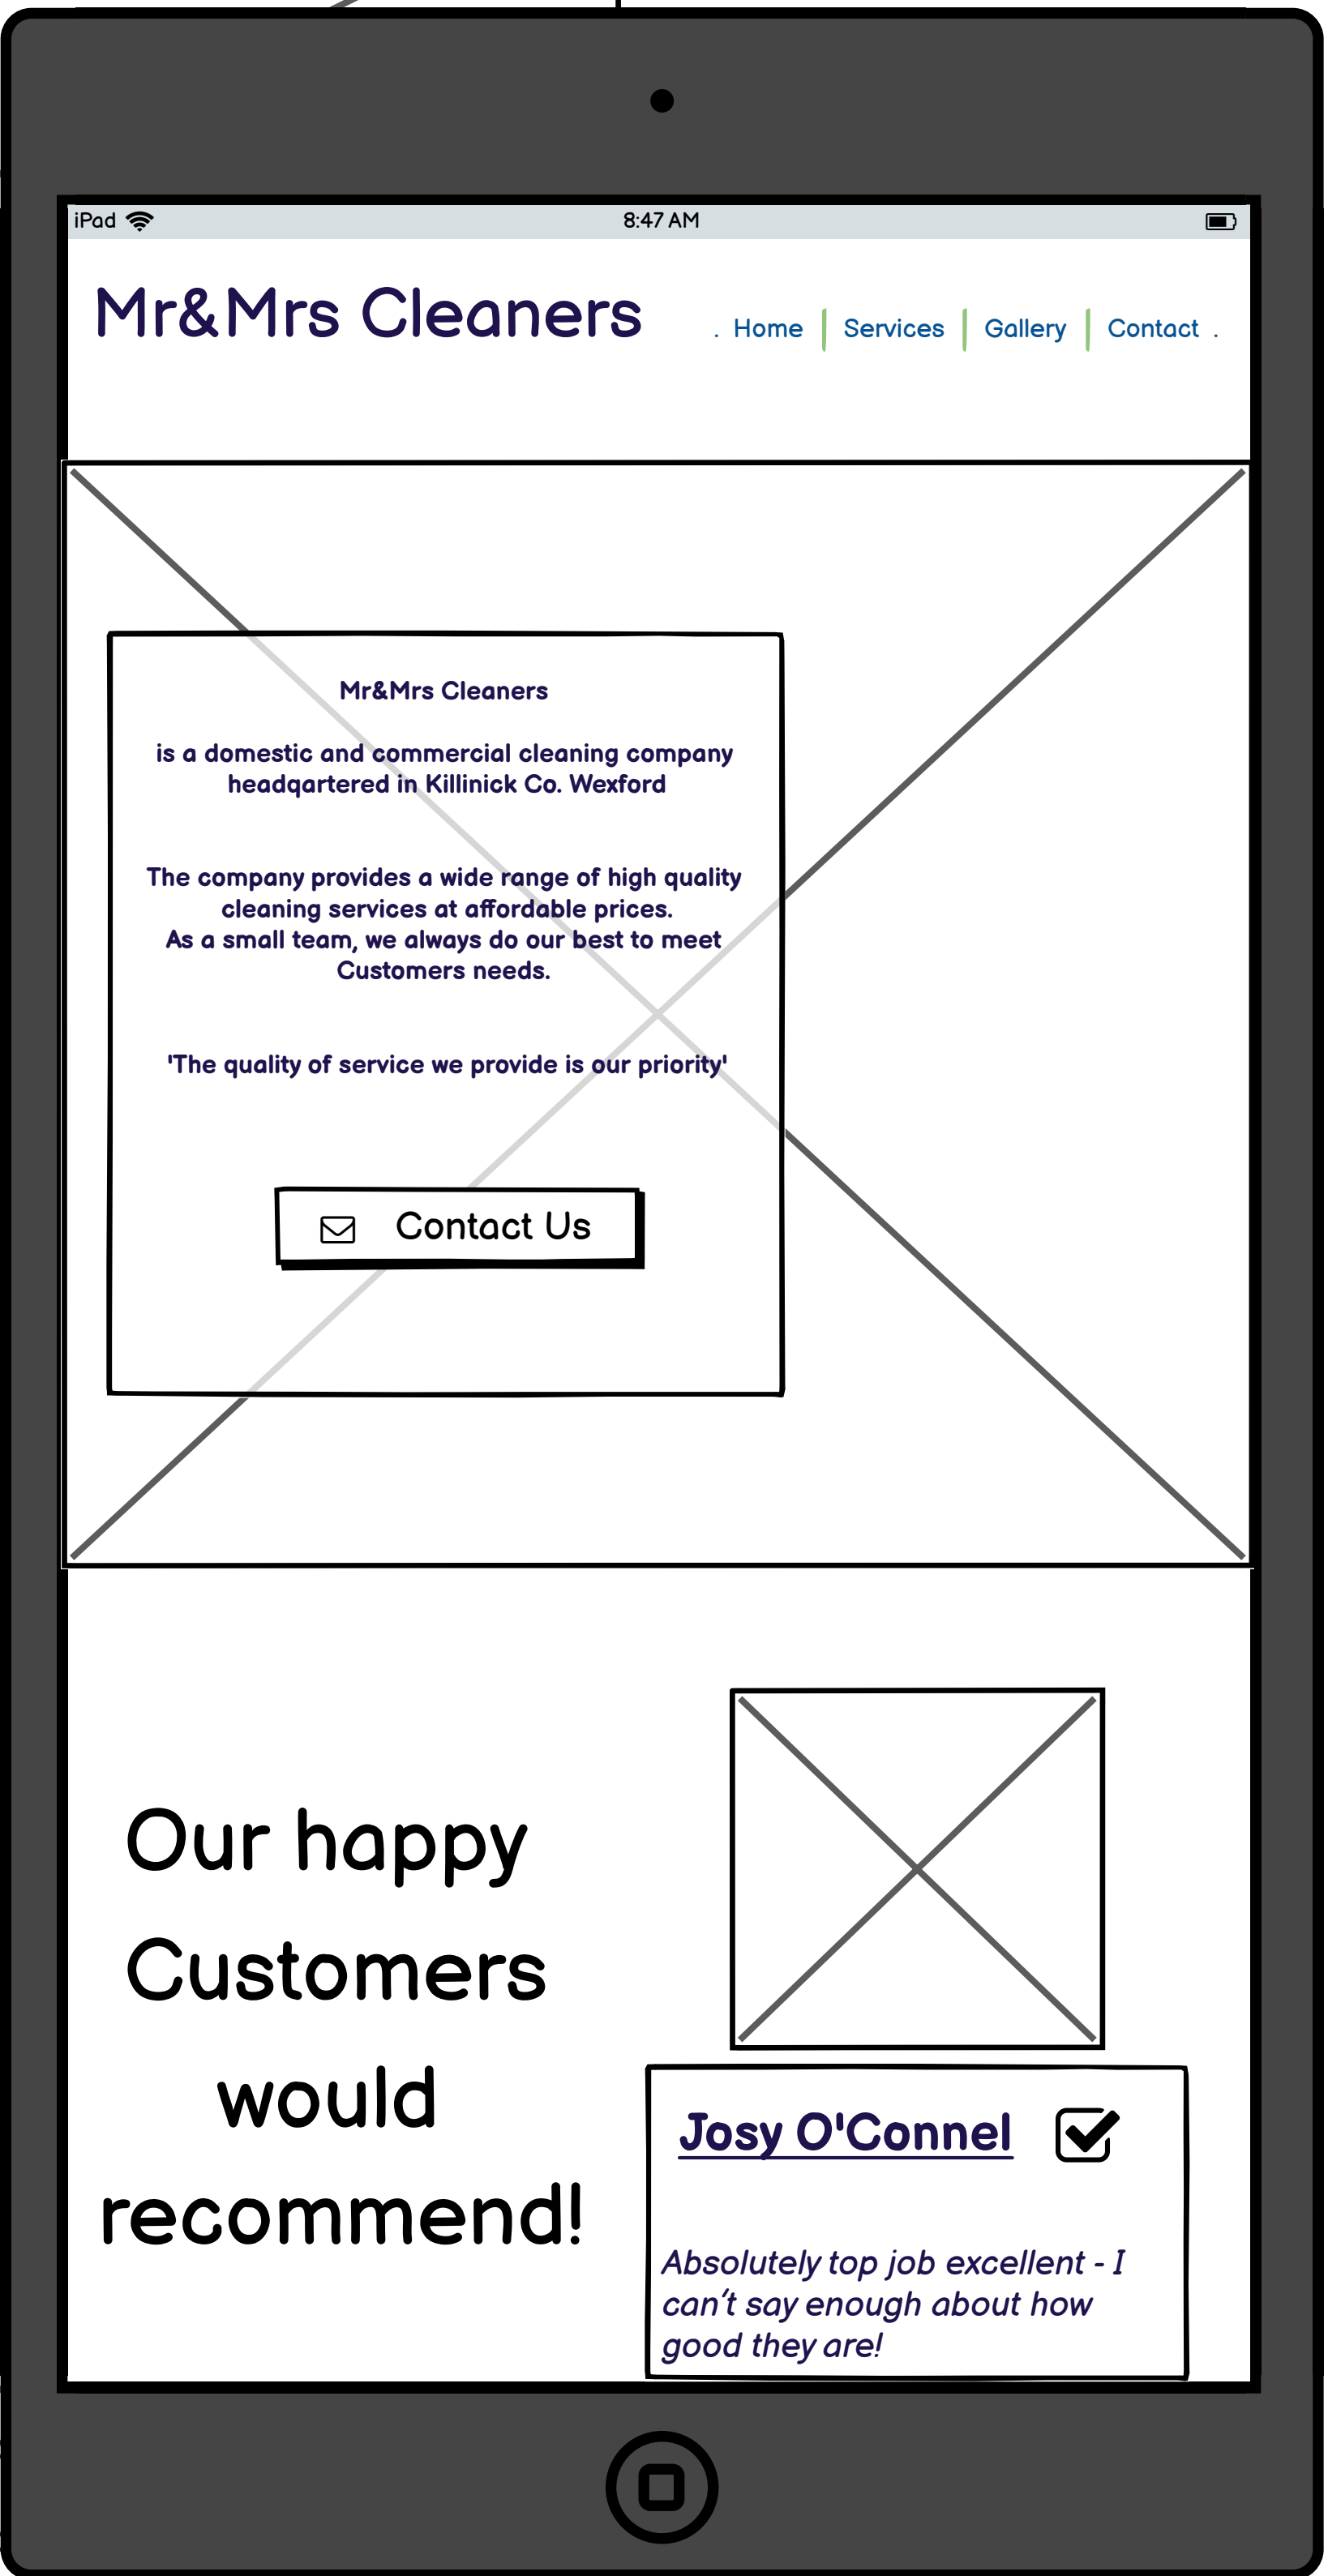 iPad 8:47 AM
Mr&Mrs Cleaners
. Home | Services | Gallery | Contact .
Mr&Mrs Cleaners
is a domestic and commercial cleaning company
headqartered in Killinick Co. Wexford
The company provides a wide range of high quality
cleaning services at affordable prices.
As a small team, we always do our best to meet
Customers needs.
'The quality of service we provide is our priority'
Contact Us
Our happy
Customers
would
recommend!
Josy O'Connel
Absolutely top job excellent - I
can't say enough about how
good they are!